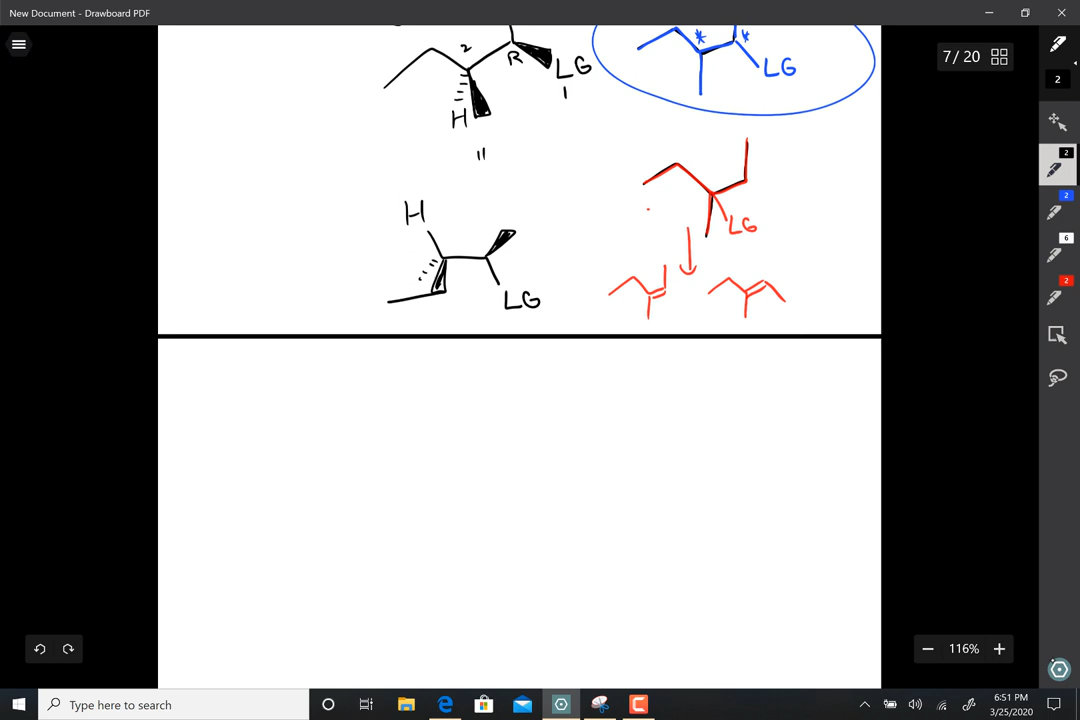 New Document - Drawboard PDF
7 / 20
2
2
2
6
2
2
R
LG
1
H
"
* *
LG
LG
H
LG
116%
Type here to search
6:51 PM
3/25/2020